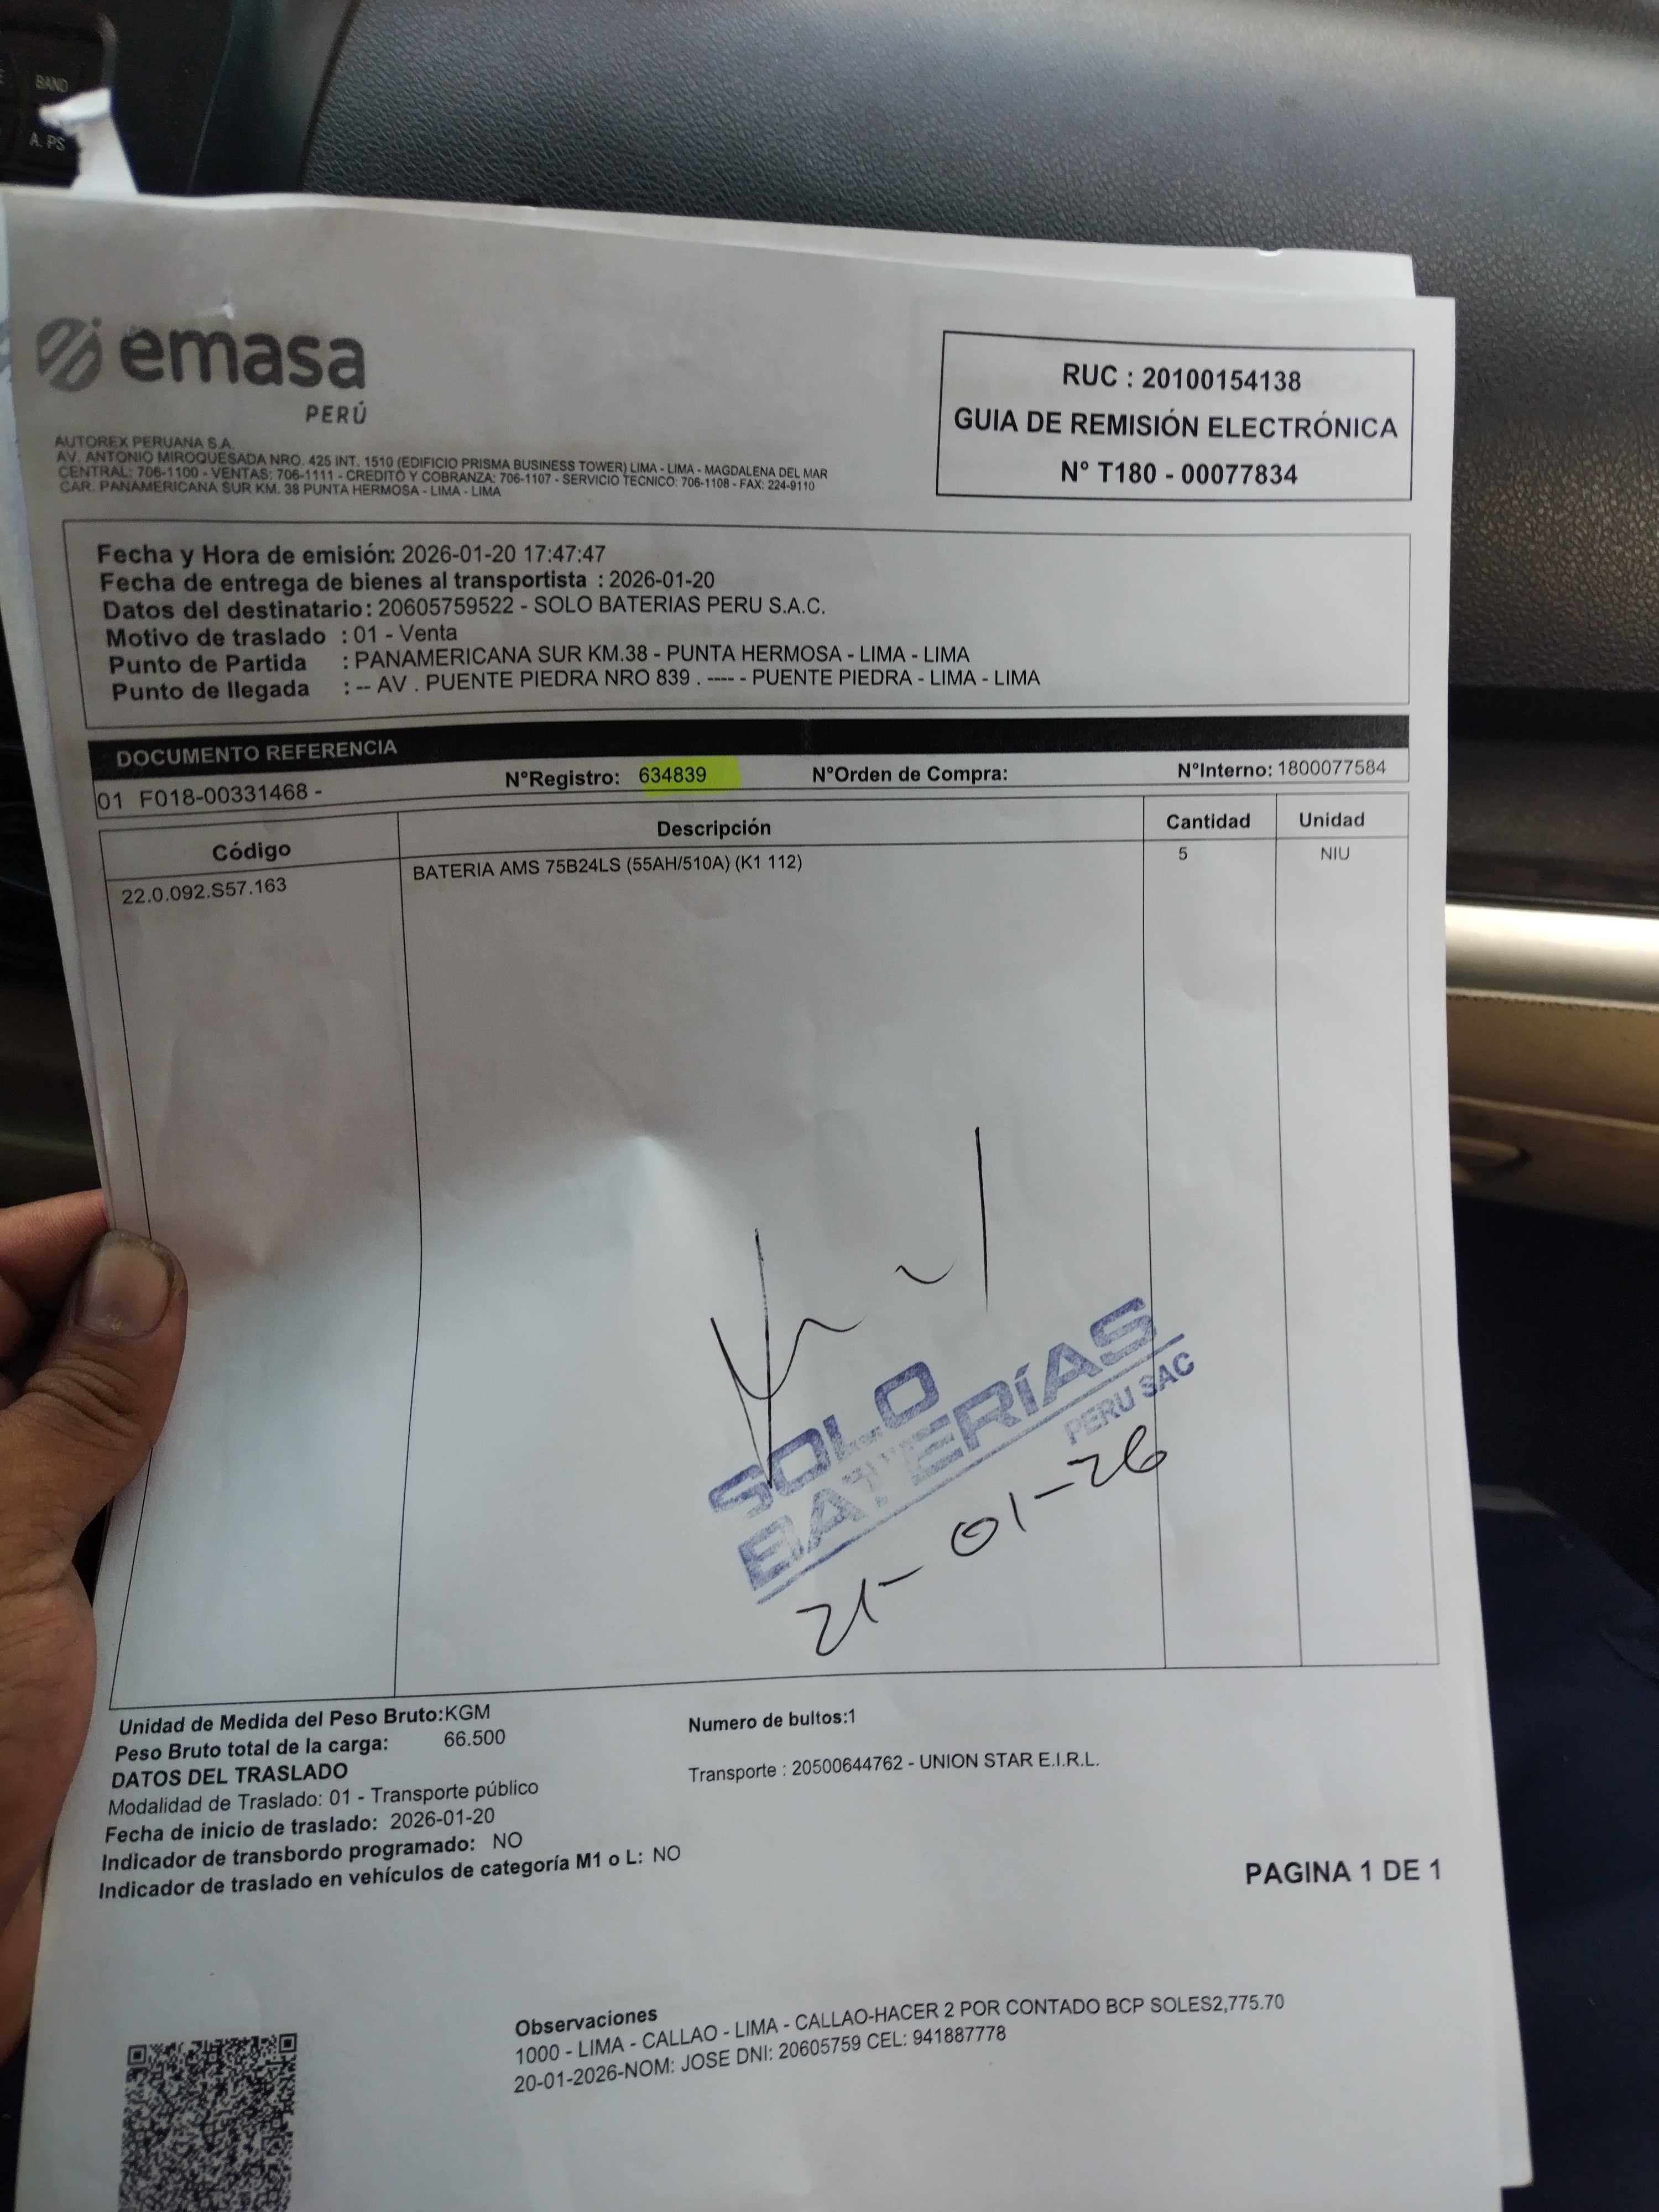 BAND
A. PS
emasa
PERÚ
AUTOREX PERUANA S.A.
AV. ANTONIO MIROQUESADA NRO. 425 INT. 1510 (EDIFICIO PRISMA BUSINESS TOWER) LIMA - LIMA - MAGDALENA DEL MAR
CENTRAL: 706-1100 - VENTAS: 706-1111 - CREDITO Y COBRANZA: 706-1107 - SERVICIO TECNICO: 706-1108 - FAX: 224-9110
CAR. PANAMERICANA SUR KM. 38 PUNTA HERMOSA - LIMA - LIMA
RUC : 20100154138
GUIA DE REMISIÓN ELECTRÓNICA
N° T180 - 00077834
Fecha y Hora de emisión: 2026-01-20 17:47:47
Fecha de entrega de bienes al transportista : 2026-01-20
Datos del destinatario: 20605759522 - SOLO BATERIAS PERU S.A.C.
Motivo de traslado : 01 - Venta
Punto de Partida : PANAMERICANA SUR KM.38 - PUNTA HERMOSA - LIMA - LIMA
Punto de llegada : -- AV . PUENTE PIEDRA NRO 839 . ---- - PUENTE PIEDRA - LIMA - LIMA
DOCUMENTO REFERENCIA
01 F018-00331468 - N°Registro: 634839 N°Orden de Compra: N°Interno: 1800077584
Código Descripción Cantidad Unidad
22.0.092.S57.163 BATERIA AMS 75B24LS (55AH/510A) (K1 112) 5 NIU
SOLO
BATERÍAS
PERU SAC
21-01-26
Unidad de Medida del Peso Bruto:KGM
Peso Bruto total de la carga: 66.500
Numero de bultos:1
DATOS DEL TRASLADO
Modalidad de Traslado: 01 - Transporte público
Transporte : 20500644762 - UNION STAR E.I.R.L.
Fecha de inicio de traslado: 2026-01-20
Indicador de transbordo programado: NO
Indicador de traslado en vehículos de categoría M1 o L: NO
PAGINA 1 DE 1
Observaciones
1000 - LIMA - CALLAO - LIMA - CALLAO-HACER 2 POR CONTADO BCP SOLES2,775.70
20-01-2026-NOM: JOSE DNI: 20605759 CEL: 941887778